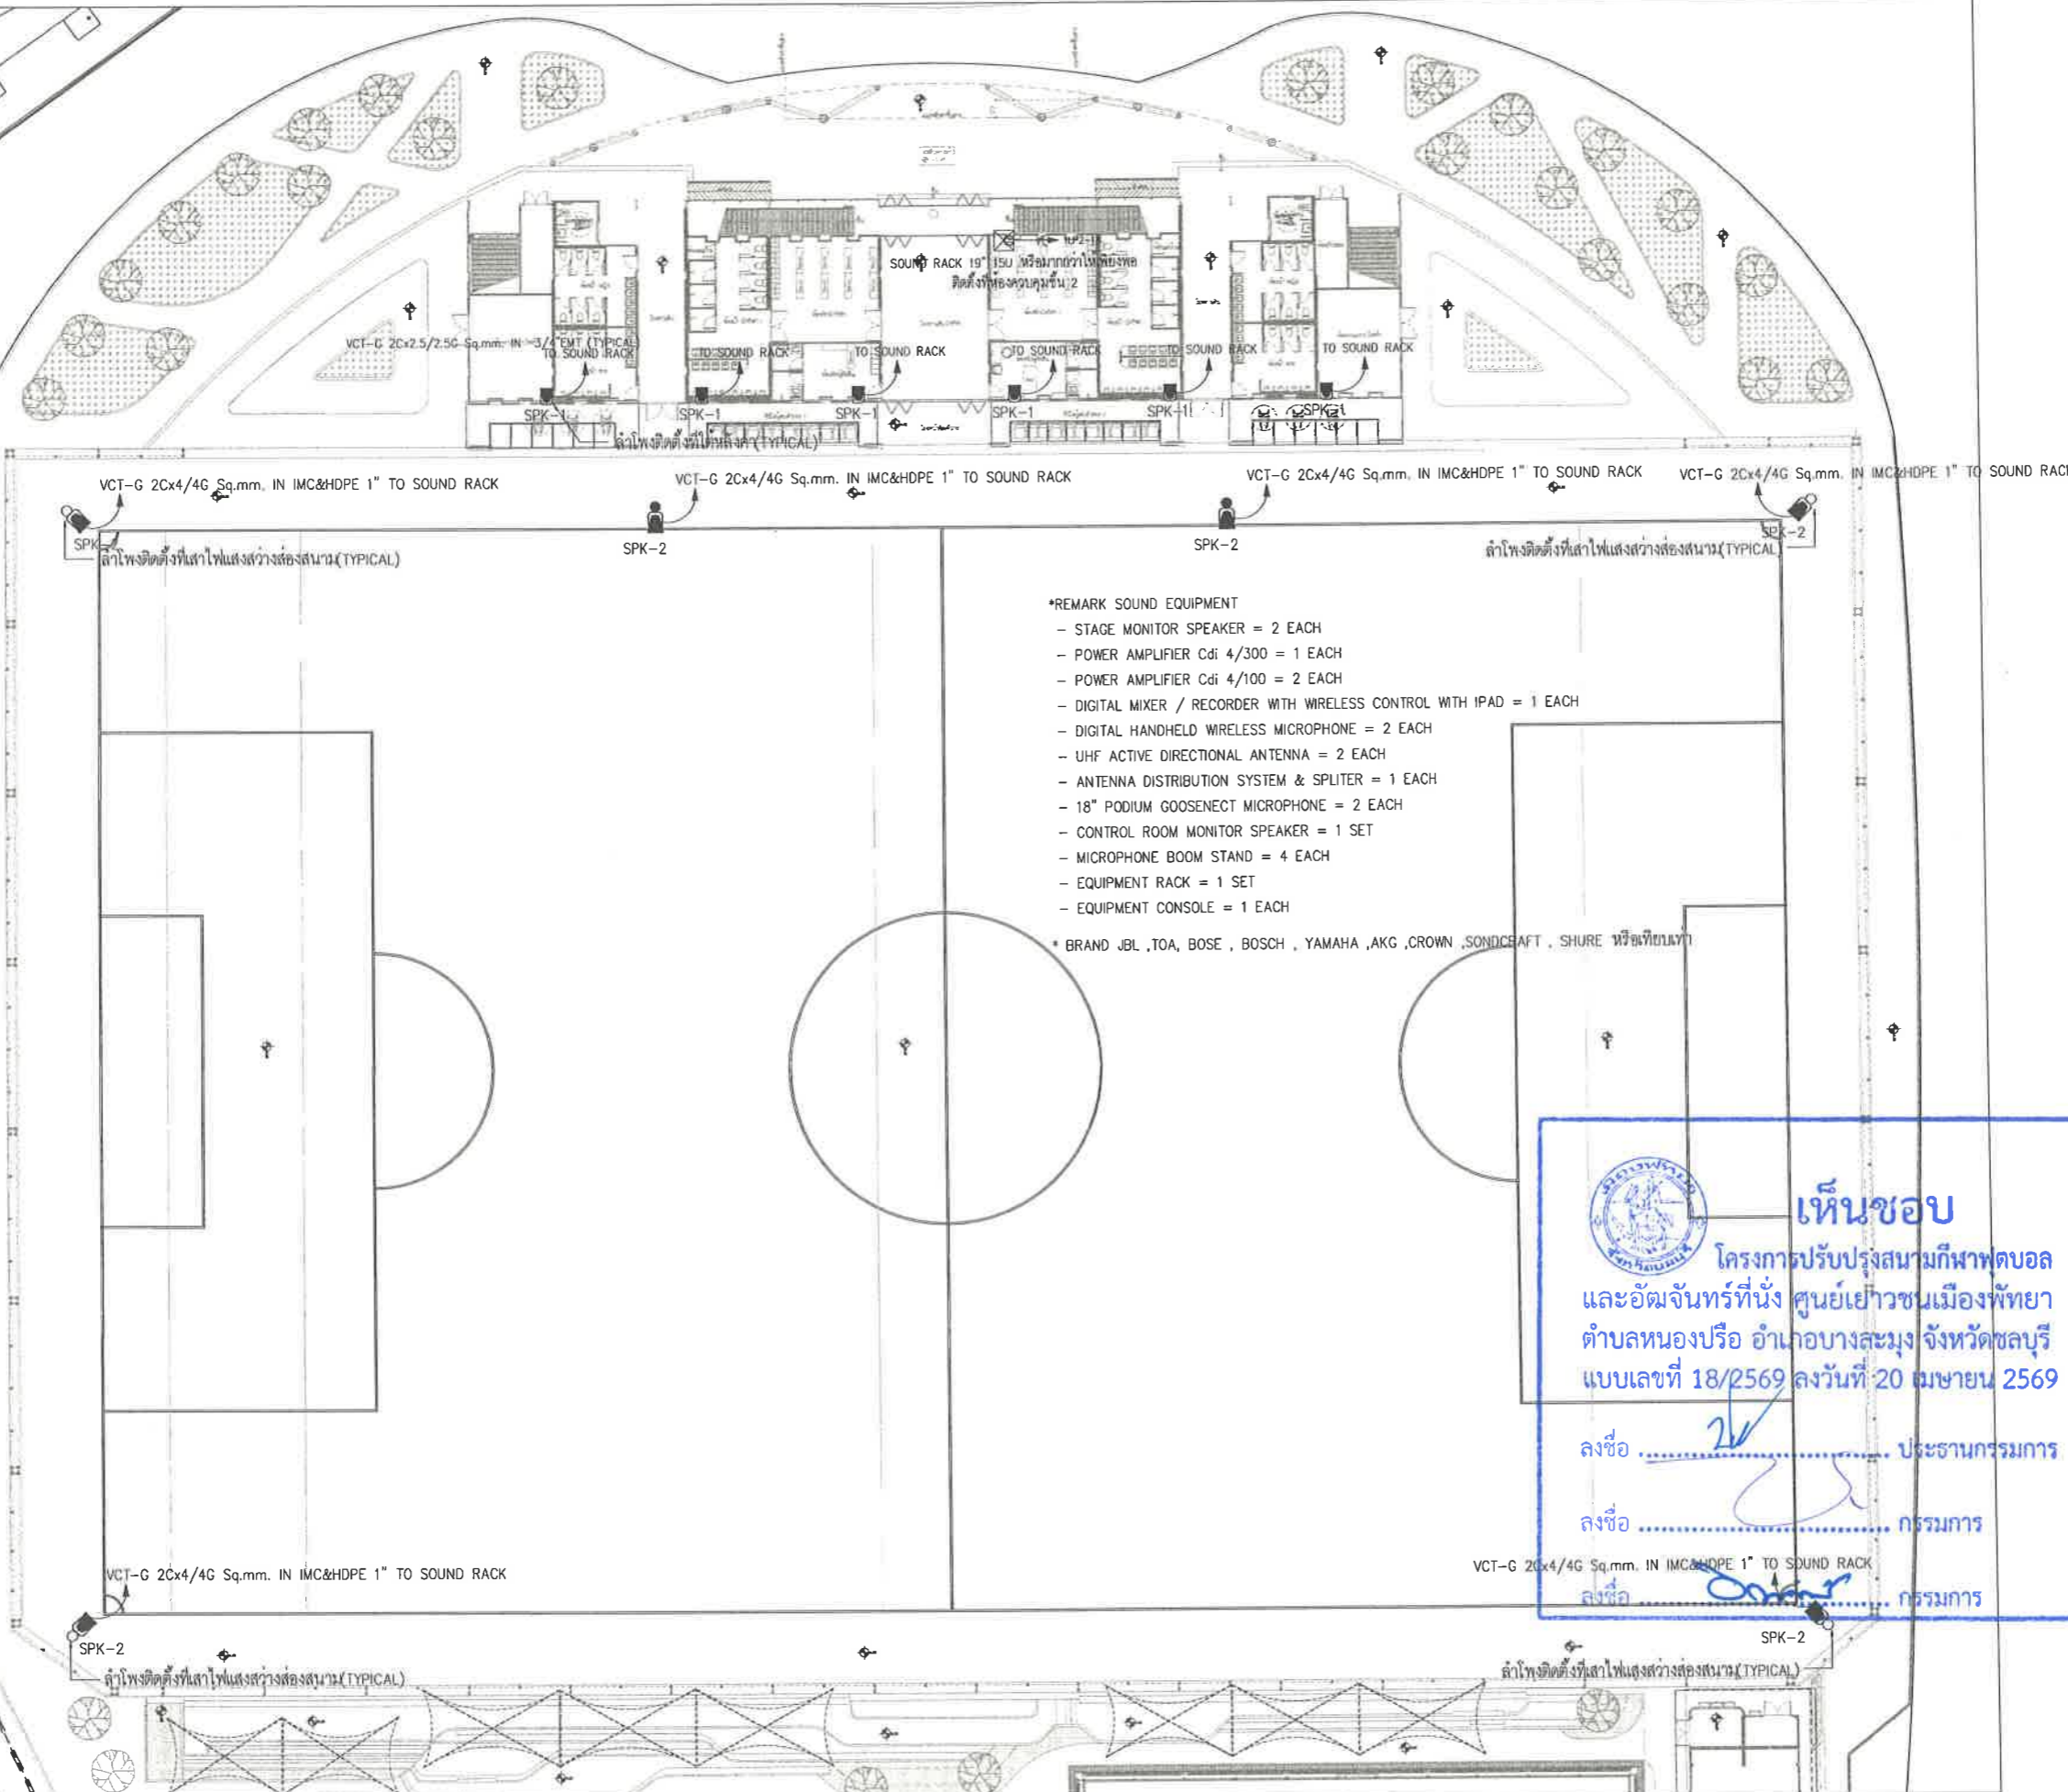 SOUND RACK 19" 15U หรือมากกว่าให้เพียงพอ
ติดตั้งที่ห้องควบคุมชั้น 2
VCT-G 2Cx2.5/2.5G Sq.mm. IN 3/4"EMT (TYPICAL)
TO SOUND RACK
TO SOUND RACK
TO SOUND RACK
TO SOUND RACK
TO SOUND RACK
TO SOUND RACK
SPK-1
SPK-1
SPK-1
SPK-1
SPK-1
SPK-1
ลำโพงติดตั้งที่ใต้หลังคา(TYPICAL)
VCT-G 2Cx4/4G Sq.mm. IN IMC&HDPE 1" TO SOUND RACK
VCT-G 2Cx4/4G Sq.mm. IN IMC&HDPE 1" TO SOUND RACK
VCT-G 2Cx4/4G Sq.mm. IN IMC&HDPE 1" TO SOUND RACK
VCT-G 2Cx4/4G Sq.mm. IN IMC&HDPE 1" TO SOUND RAC
SPK-
SPK-2
SPK-2
SPK-2
ลำโพงติดตั้งที่เสาไฟแสงสว่างส่องสนาม(TYPICAL)
ลำโพงติดตั้งที่เสาไฟแสงสว่างส่องสนาม(TYPICAL)
*REMARK SOUND EQUIPMENT
- STAGE MONITOR SPEAKER = 2 EACH
- POWER AMPLIFIER Cdi 4/300 = 1 EACH
- POWER AMPLIFIER Cdi 4/100 = 2 EACH
- DIGITAL MIXER / RECORDER WITH WIRELESS CONTROL WITH IPAD = 1 EACH
- DIGITAL HANDHELD WIRELESS MICROPHONE = 2 EACH
- UHF ACTIVE DIRECTIONAL ANTENNA = 2 EACH
- ANTENNA DISTRIBUTION SYSTEM & SPLITER = 1 EACH
- 18" PODIUM GOOSENECT MICROPHONE = 2 EACH
- CONTROL ROOM MONITOR SPEAKER = 1 SET
- MICROPHONE BOOM STAND = 4 EACH
- EQUIPMENT RACK = 1 SET
- EQUIPMENT CONSOLE = 1 EACH
* BRAND JBL ,TOA, BOSE , BOSCH , YAMAHA ,AKG ,CROWN ,SONDCRAFT , SHURE หรือเทียบเท่า
เห็นชอบ
โครงการปรับปรุงสนามกีฬาฟุตบอล
และอัฒจันทร์ที่นั่ง ศูนย์เยาวชนเมืองพัทยา
ตำบลหนองปรือ อำเภอบางละมุง จังหวัดชลบุรี
แบบเลขที่ 18/2569 ลงวันที่ 20 เมษายน 2569
ลงชื่อ ........................................ ประธานกรรมการ
ลงชื่อ ........................................ กรรมการ
ลงชื่อ ........................................ กรรมการ
VCT-G 2Cx4/4G Sq.mm. IN IMC&HDPE 1" TO SOUND RACK
VCT-G 2Cx4/4G Sq.mm. IN IMC&HDPE 1" TO SOUND RACK
SPK-2
SPK-2
ลำโพงติดตั้งที่เสาไฟแสงสว่างส่องสนาม(TYPICAL)
ลำโพงติดตั้งที่เสาไฟแสงสว่างส่องสนาม(TYPICAL)